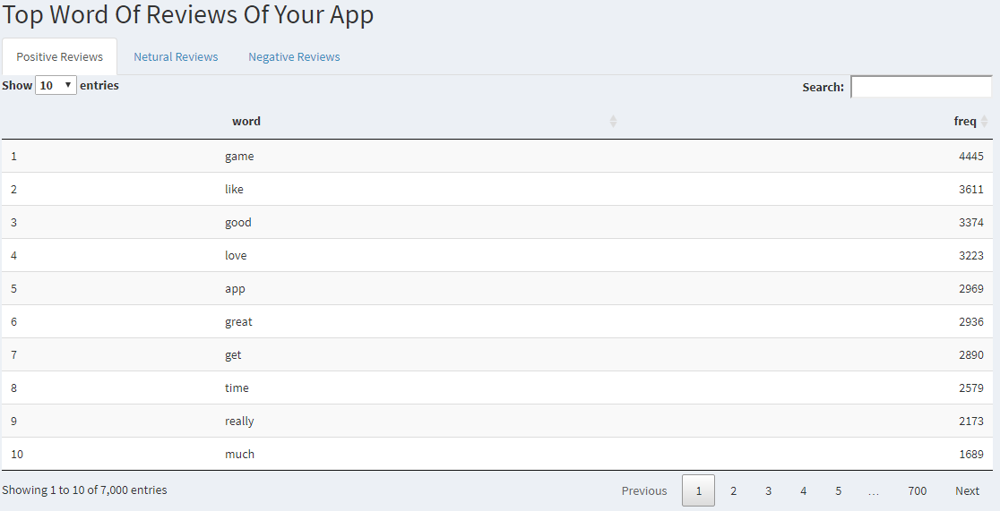 Top Word Of Reviews Of Your App
Positive Reviews Netural Reviews Negative Reviews
Show 10 entries Search:
word freq
1 game 4445
2 like 3611
3 good 3374
4 love 3223
5 app 2969
6 great 2936
7 get 2890
8 time 2579
9 really 2173
10 much 1689
Showing 1 to 10 of 7,000 entries Previous 1 2 3 4 5 … 700 Next